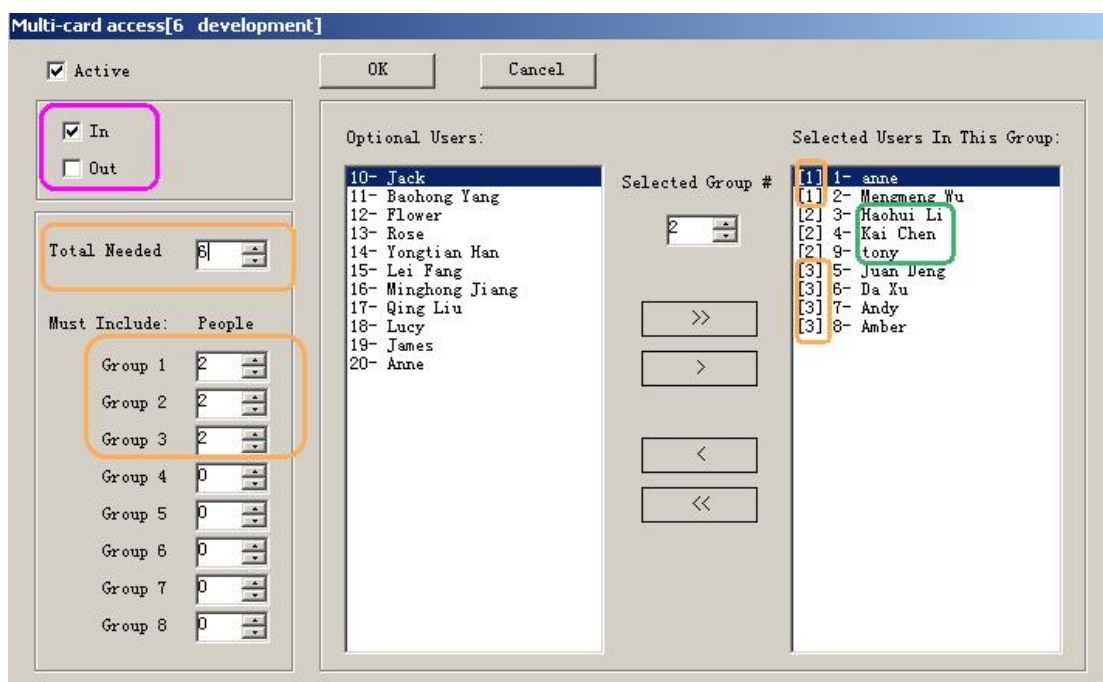 Multi-card access[6 development]
Active
OK
Cancel
In
Out
Total Needed 6
Must Include: People
Group 1 2
Group 2 2
Group 3 2
Group 4 0
Group 5 0
Group 6 0
Group 7 0
Group 8 0
Optional Users:
10- Jack
11- Baohong Yang
12- Flower
13- Rose
14- Yongtian Han
15- Lei Fang
16- Minghong Jiang
17- Qing Liu
18- Lucy
19- James
20- Anne
Selected Group #
2
>>
>
<
<<
Selected Users In This Group:
[1] 1- anne
[1] 2- Mengmeng Wu
[2] 3- Haohui Li
[2] 4- Kai Chen
[2] 9- tony
[3] 5- Juan Deng
[3] 6- Da Xu
[3] 7- Andy
[3] 8- Amber